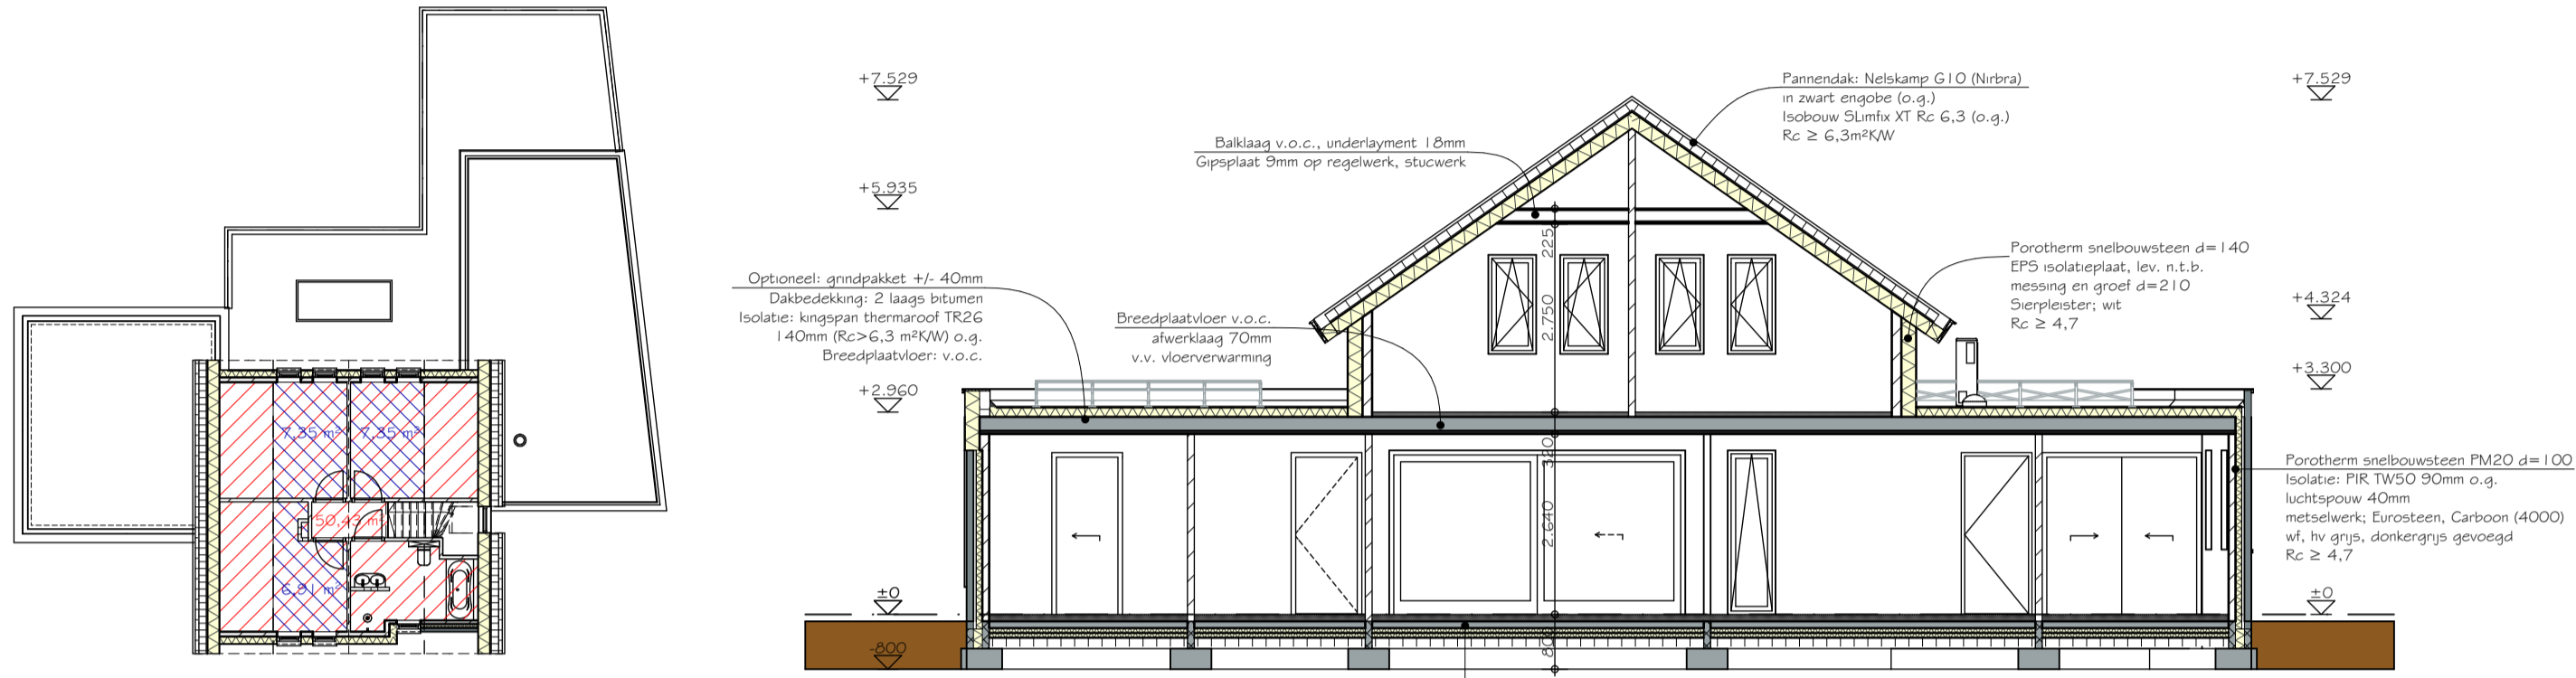 7,35 m²
7,35 m²
50,43 m²
6,91 m²
+7.529
+5.935
+2.960
±0
-800
Balklaag v.o.c., underlayment 18mm
Gipsplaat 9mm op regelwerk, stucwerk
Optioneel: grindpakket +/- 40mm
Dakbedekking: 2 laags bitumen
Isolatie: kingspan thermaroof TR26
140mm (Rc>6,3 m²K/W) o.g.
Breedplaatvloer: v.o.c.
Breedplaatvloer v.o.c.
afwerklaag 70mm
v.v. vloerverwarming
225
2.750
320
2.640
80
Pannendak: Nelskamp G10 (Nirbra)
in zwart engobe (o.g.)
Isobouw SLimfix XT Rc 6,3 (o.g.)
Rc ≥ 6,3m²K/W
Porotherm snelbouwsteen d=140
EPS isolatieplaat, lev. n.t.b.
messing en groef d=210
Sierpleister; wit
Rc ≥ 4,7
+7.529
+4.324
+3.300
Porotherm snelbouwsteen PM20 d=100
Isolatie: PIR TW50 90mm o.g.
luchtspouw 40mm
metselwerk; Eurosteen, Carboon (4000)
wf, hv grijs, donkergrijs gevoegd
Rc ≥ 4,7
±0